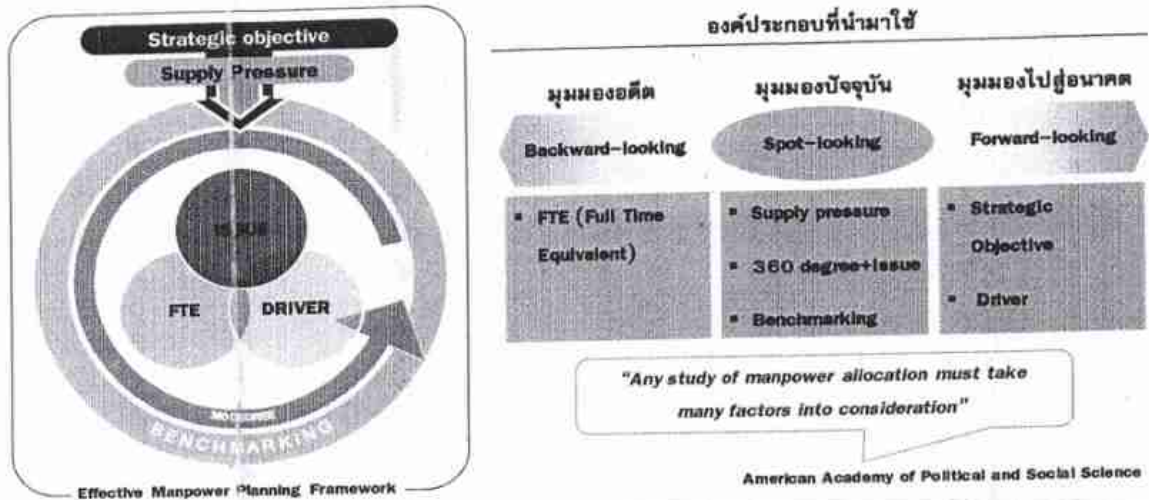 Strategic objective
Supply Pressure
ISSUE
FTE
DRIVER
BENCHMARKING
Effective Manpower Planning Framework
องค์ประกอบที่นำมาใช้
มุมมองอดีต
มุมมองปัจจุบัน
มุมมองไปสู่อนาคต
Backward-looking
Spot-looking
Forward-looking
▪ FTE (Full Time
Equivalent)
▪ Supply pressure
▪ 360 degree+Issue
▪ Benchmarking
▪ Strategic
Objective
▪ Driver
"Any study of manpower allocation must take
many factors into consideration"
American Academy of Political and Social Science